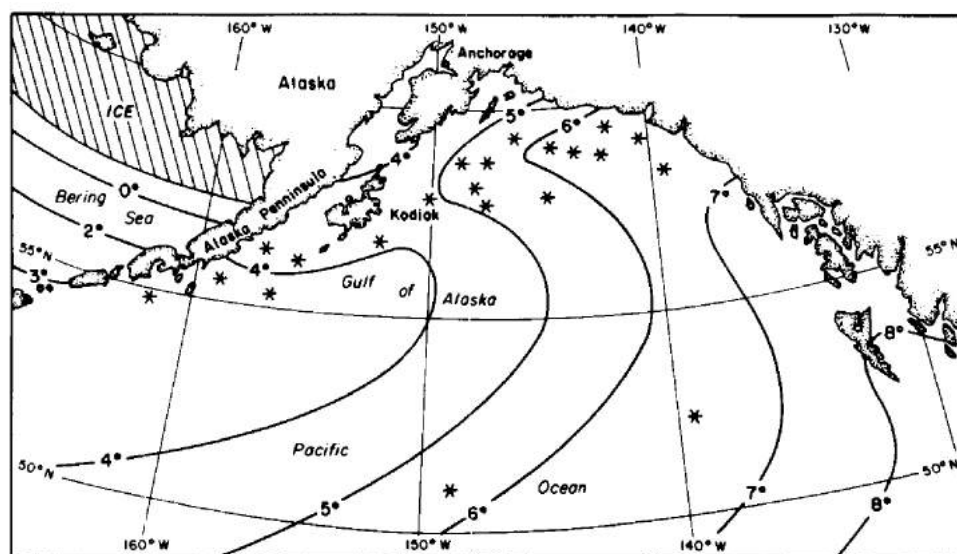 160° W
150° W
140° W
130° W
Anchorage
Alaska
ICE
5°
6°
4°
Penninsula
Bering
0°
Sea
7°
Kodiak
2°
Alaska
55° N
55° N
3°
4°
Gulf of Alaska
8°
4°
Pacific
50° N
50° N
Ocean
5°
6°
7°
8°
160° W
150° W
140° W